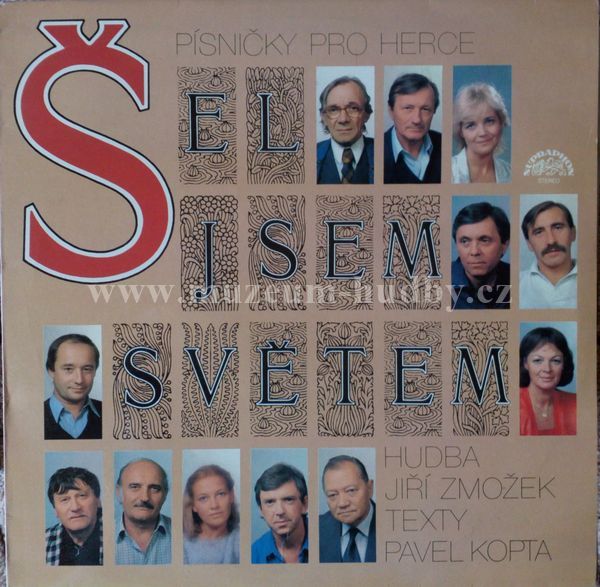 PÍSNIČKY PRO HERCE
ŠEL
SUPRAPHON
STEREO
JSEM
www.muzeum-hudby.cz
SVĚTEM
HUDBA
JIŘÍ ZMOŽEK
TEXTY
PAVEL KOPTA